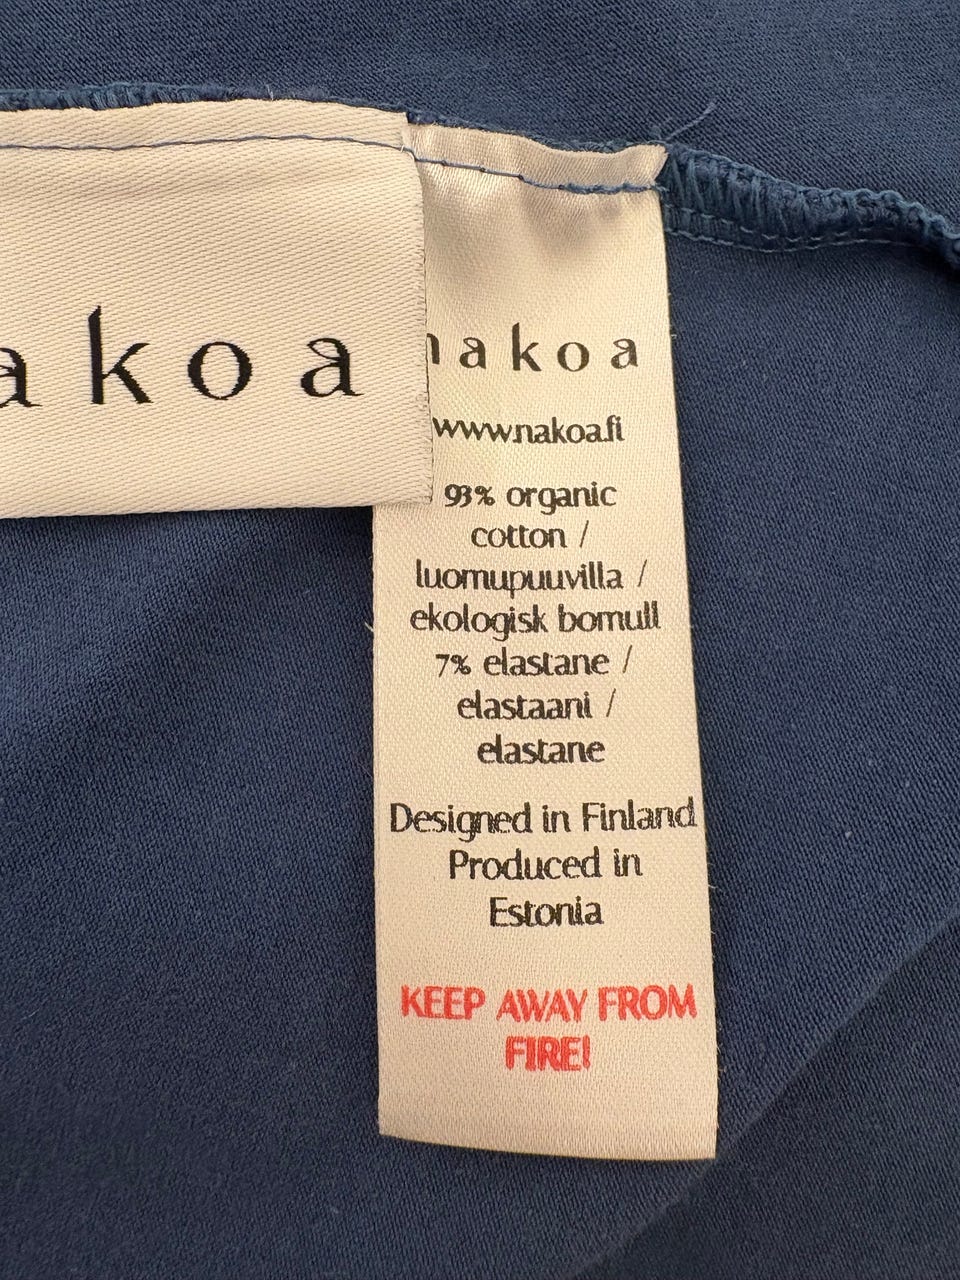 akoa
nakoa
www.nakoa.fi
93% organic
cotton /
luomupuuvilla /
ekologisk bomull
7% elastane /
elastaani /
elastane
Designed in Finland
Produced in
Estonia
KEEP AWAY FROM
FIRE!